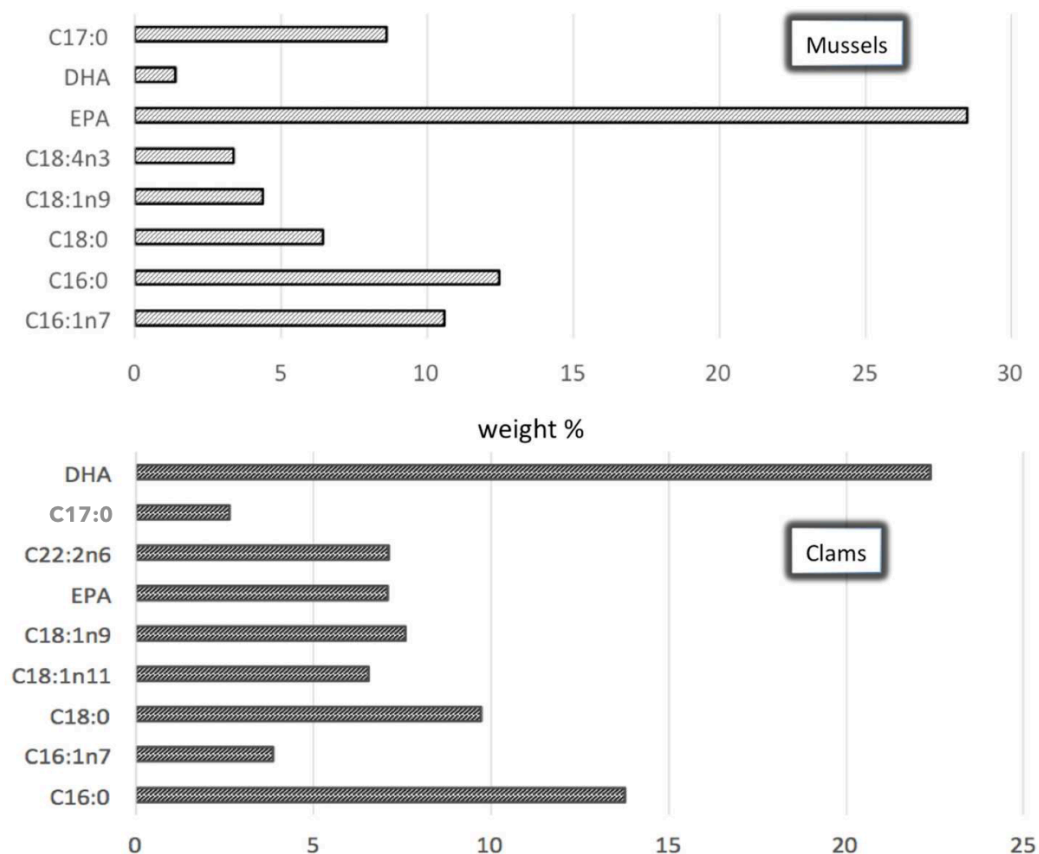 C17:0
Mussels
DHA
EPA
C18:4n3
C18:1n9
C18:0
C16:0
C16:1n7
0 5 10 15 20 25 30
weight %
DHA
C17:0
C22:2n6
Clams
EPA
C18:1n9
C18:1n11
C18:0
C16:1n7
C16:0
0 5 10 15 20 25